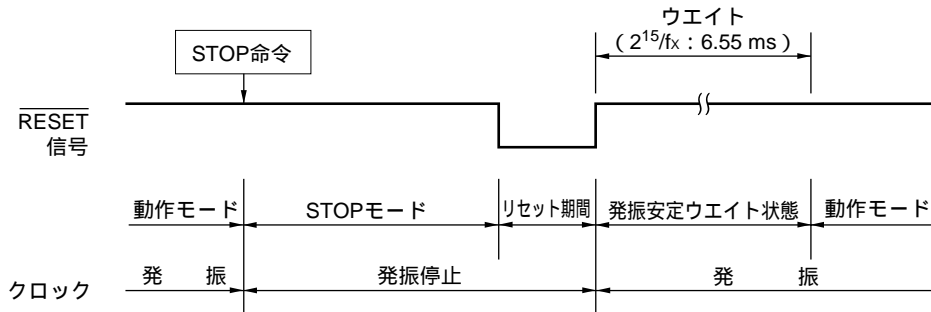 ウエイト
（2¹⁵/fx : 6.55 ms）
STOP命令
RESET
信号
動作モード STOPモード リセット期間 発振安定ウエイト状態 動作モード
クロック 発 振 発振停止 発 振